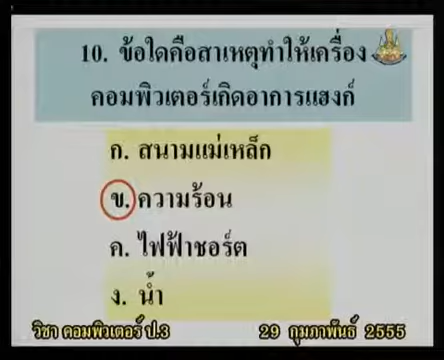 10. ข้อใดคือสาเหตุทำให้เครื่อง
คอมพิวเตอร์เกิดอาการแฮงก์
ก. สนามแม่เหล็ก
ข. ความร้อน
ค. ไฟฟ้าชอร์ต
ง. น้ำ
วิชา คอมพิวเตอร์ ป.3
29 กุมภาพันธ์ 2555